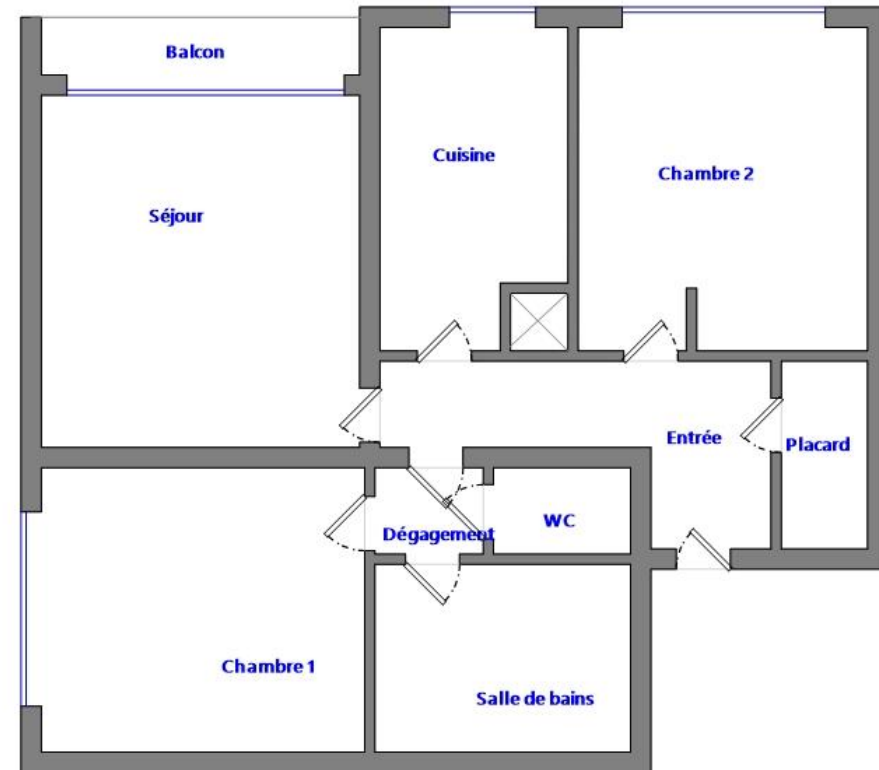 Balcon
Cuisine
Chambre 2
Séjour
Entrée
Placard
WC
Dégagement
Chambre 1
Salle de bains